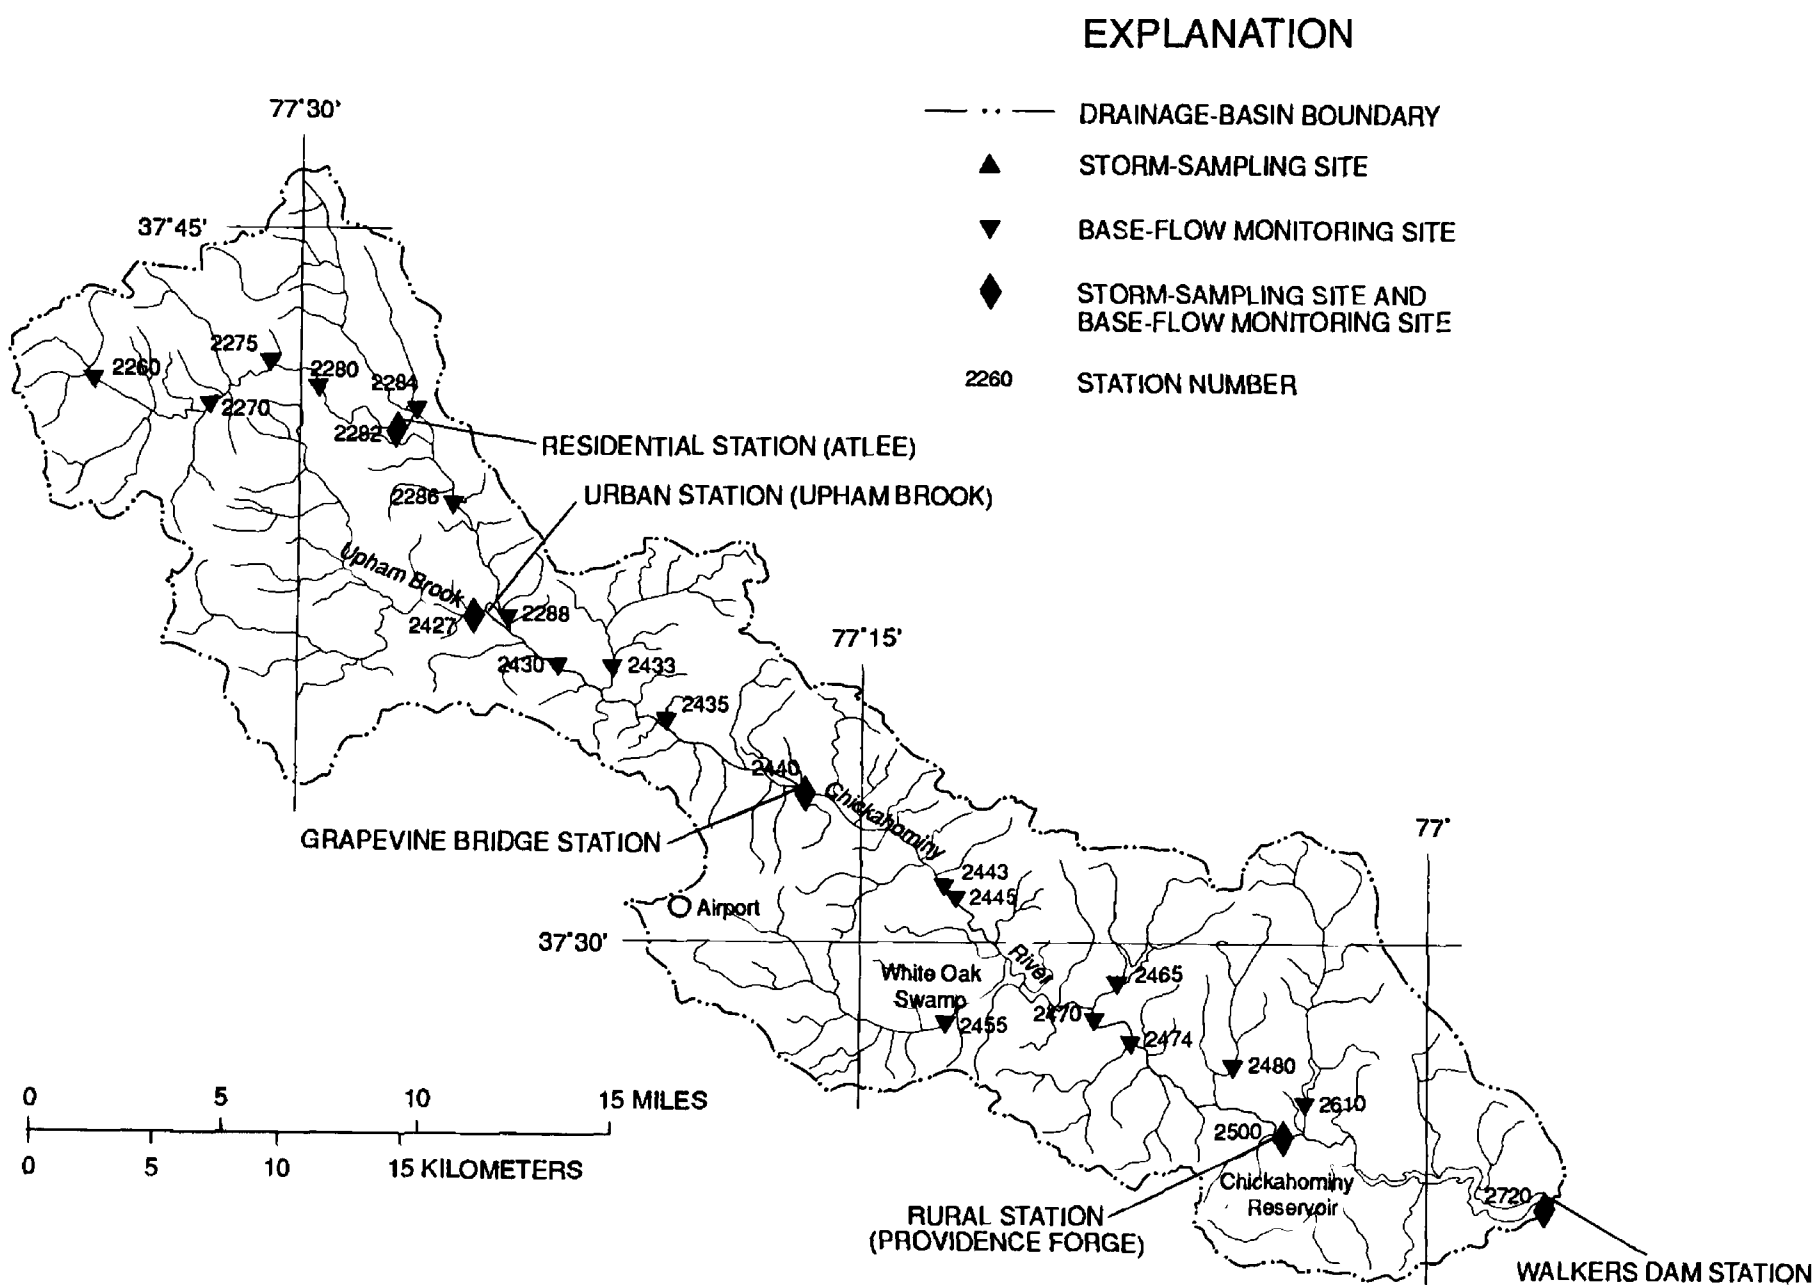 EXPLANATION
DRAINAGE-BASIN BOUNDARY
STORM-SAMPLING SITE
BASE-FLOW MONITORING SITE
STORM-SAMPLING SITE AND
BASE-FLOW MONITORING SITE
2260 STATION NUMBER
77°30'
37°45'
2275
2260
2280
2284
2270
2282
RESIDENTIAL STATION (ATLEE)
2286
URBAN STATION (UPHAM BROOK)
Upham Brook
2288
2427
77°15'
2430
2433
2435
2440
Chickahominy
River
GRAPEVINE BRIDGE STATION
77°
2443
2445
Airport
37°30'
White Oak
Swamp
2465
2470
2455
2474
2480
2610
2500
0 5 10 15 MILES
0 5 10 15 KILOMETERS
Chickahominy
Reservoir
2720
RURAL STATION
(PROVIDENCE FORGE)
WALKERS DAM STATION